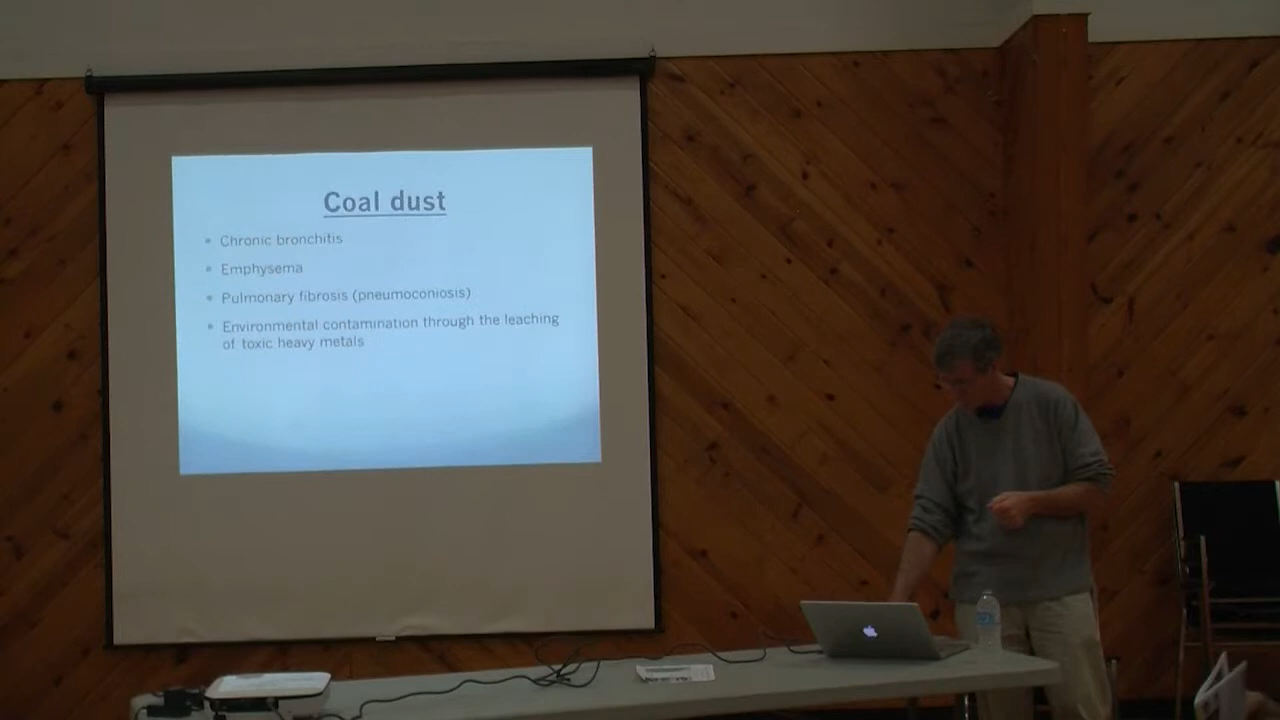 Coal dust
Chronic bronchitis
Emphysema
Pulmonary fibrosis (pneumoconiosis)
Environmental contamination through the leaching
of toxic heavy metals